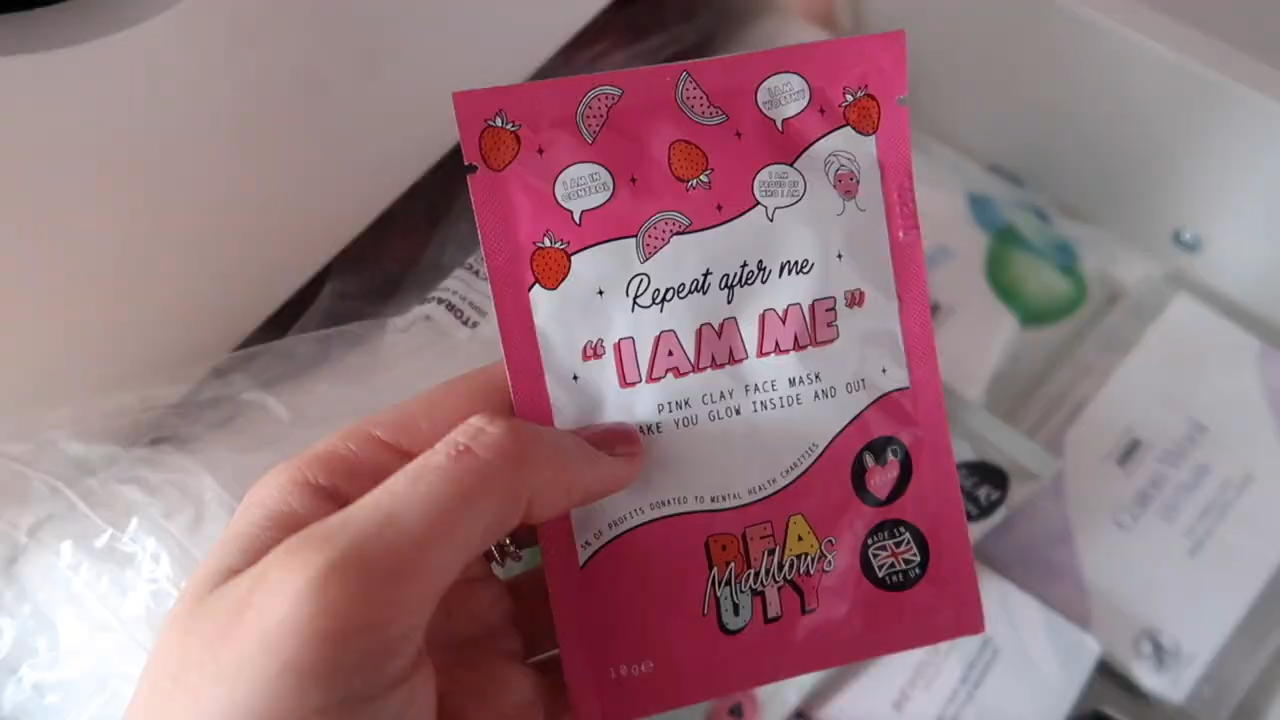 I AM
WORTHY
I AM IN
CONTROL
I AM
PROUD OF
WHO I AM
Repeat after me
"I AM ME"
PINK CLAY FACE MASK
AKE YOU GLOW INSIDE AND OUT
5% OF PROFITS DONATED TO MENTAL HEALTH CHARITIES
VEGAN
BEAUTY
Mallows
MADE IN
THE UK
10g℮
STORAG